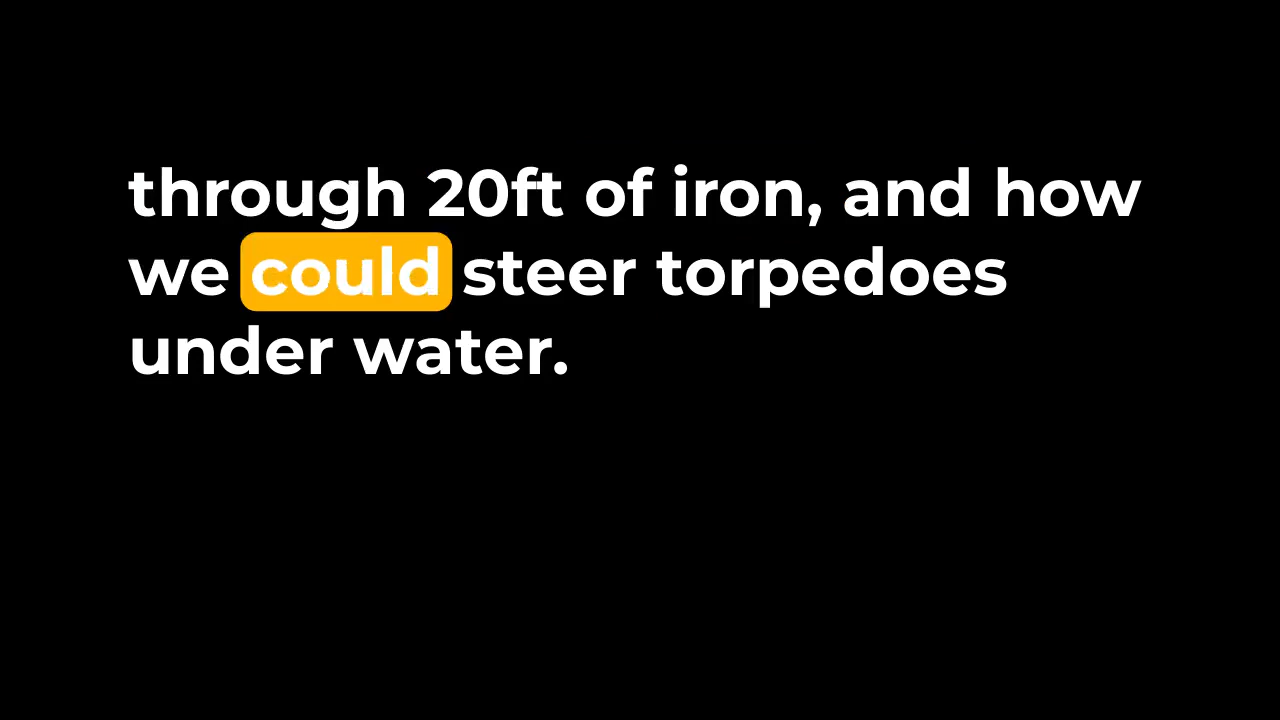 through 20ft of iron, and how
we could steer torpedoes
under water.